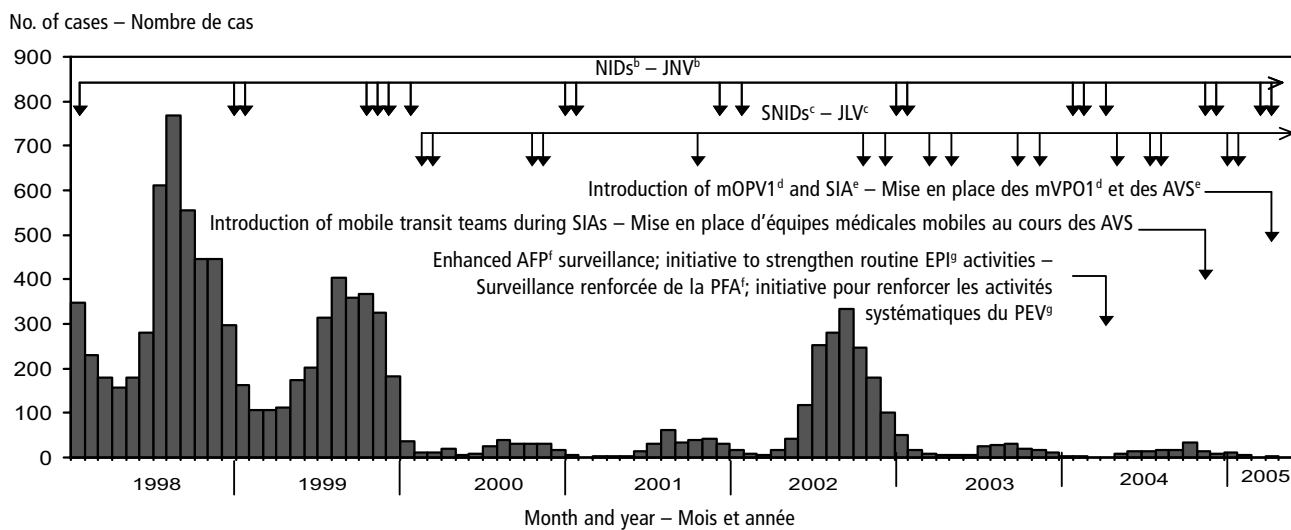 No. of cases – Nombre de cas
900
800
700
600
500
400
300
200
100
0
NIDsᵇ – JNVᵇ
SNIDsᶜ – JLVᶜ
Introduction of mOPV1ᵈ and SIAᵉ – Mise en place des mVPO1ᵈ et des AVSᵉ
Introduction of mobile transit teams during SIAs – Mise en place d'équipes médicales mobiles au cours des AVS
Enhanced AFPᶠ surveillance; initiative to strengthen routine EPIᵍ activities –
Surveillance renforcée de la PFAᶠ; initiative pour renforcer les activités
systématiques du PEVᵍ
1998 1999 2000 2001 2002 2003 2004 2005
Month and year – Mois et année